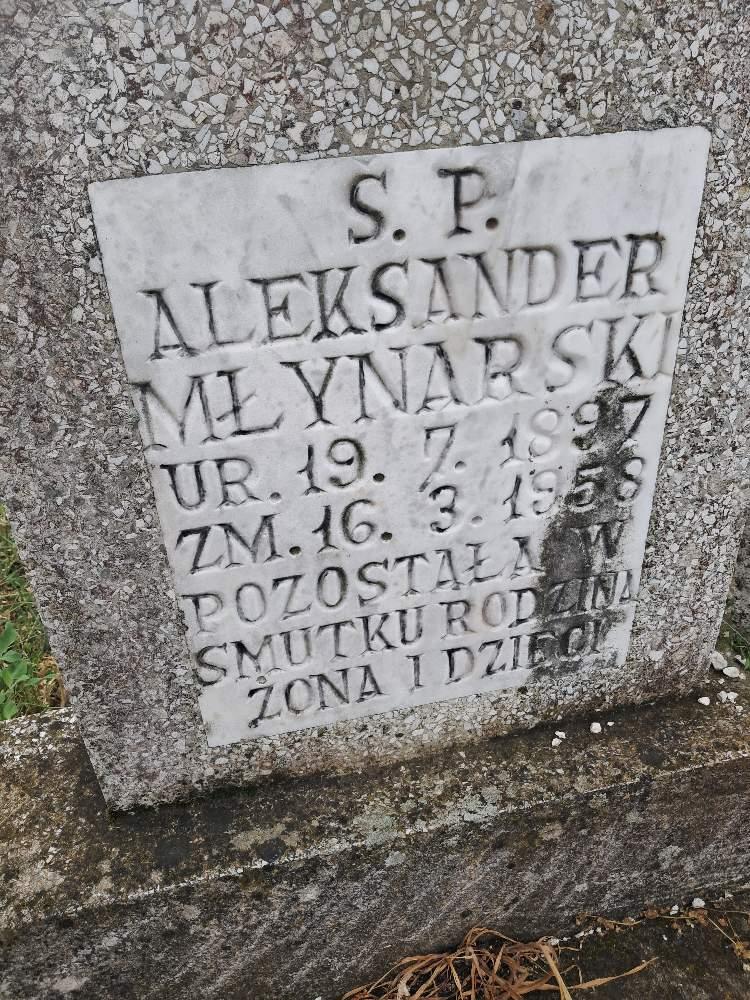 Ś. P.
ALEKSANDER
MŁYNARSKI
UR. 19. 7. 1897
ZM. 16. 3. 1958
POZOSTAŁA W
SMUTKU RODZINA
ŻONA I DZIECI